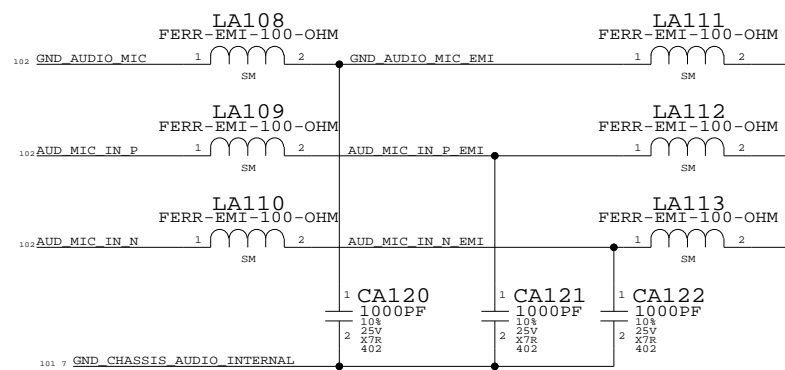 LA108
FERR-EMI-100-OHM
LA111
FERR-EMI-100-OHM
102 GND_AUDIO_MIC
1
2
GND_AUDIO_MIC_EMI
1
2
SM
SM
LA109
FERR-EMI-100-OHM
LA112
FERR-EMI-100-OHM
102 AUD_MIC_IN_P
1
2
AUD_MIC_IN_P_EMI
1
2
SM
SM
LA110
FERR-EMI-100-OHM
LA113
FERR-EMI-100-OHM
102 AUD_MIC_IN_N
1
2
AUD_MIC_IN_N_EMI
1
2
SM
SM
1
CA120
1000PF
10%
25V
X7R
402
2
1
CA121
1000PF
10%
25V
X7R
402
2
1
CA122
1000PF
10%
25V
X7R
402
2
101 7 GND_CHASSIS_AUDIO_INTERNAL